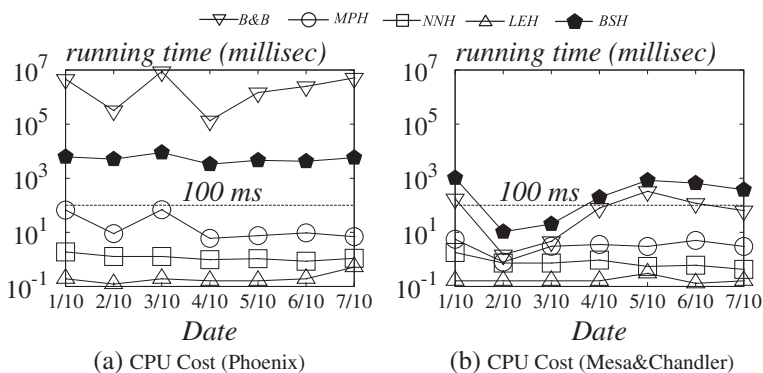 B&B MPH NNH LEH BSH
running time (millisec)
10^7
10^5
10^3
10^1
10^-1
100 ms
1/10 2/10 3/10 4/10 5/10 6/10 7/10
Date
(a) CPU Cost (Phoenix)
running time (millisec)
10^7
10^5
10^3
10^1
10^-1
100 ms
1/10 2/10 3/10 4/10 5/10 6/10 7/10
Date
(b) CPU Cost (Mesa&Chandler)